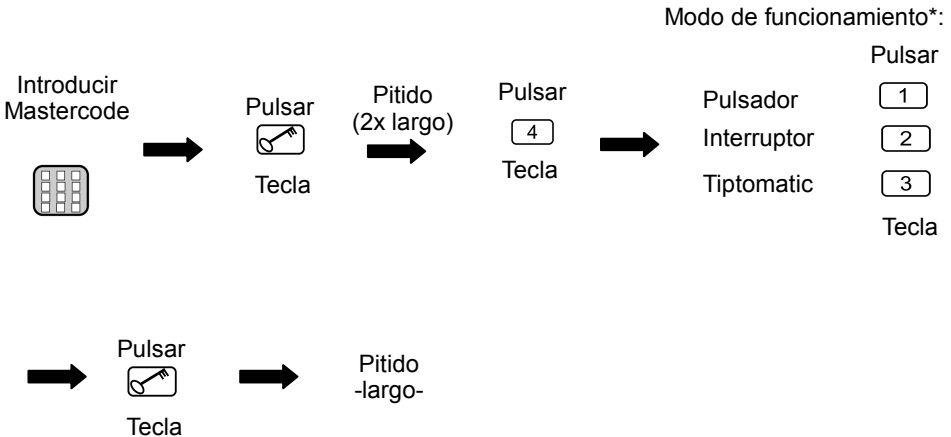 Modo de funcionamiento*:
Introducir
Mastercode
Pulsar
Tecla
Pitido
(2x largo)
Pulsar
4
Tecla
Pulsar
Pulsador 1
Interruptor 2
Tiptomatic 3
Tecla
Pulsar
Tecla
Pitido
-largo-